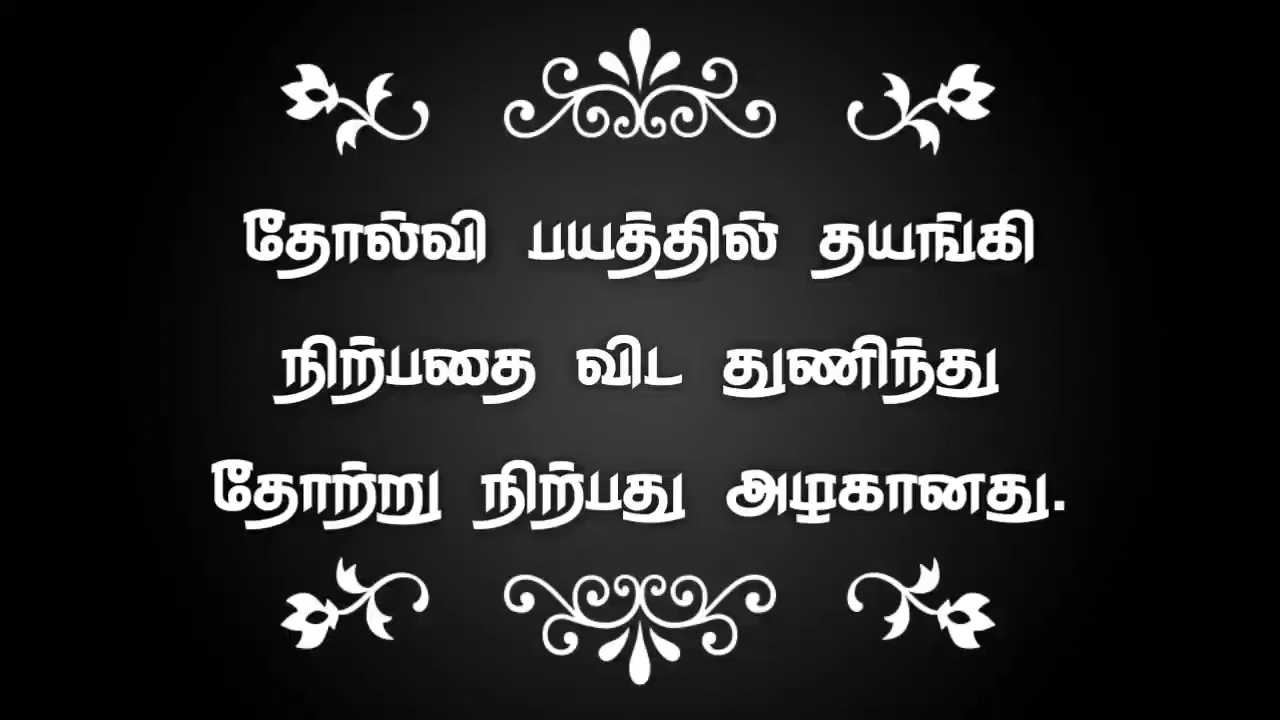 தோல்வி பயத்தில் தயங்கி
நிற்பதை விட துணிந்து
தோற்று நிற்பது அழகானது.